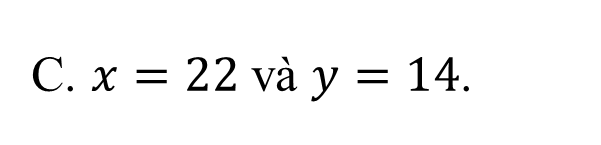 C. x = 22 và y = 14.